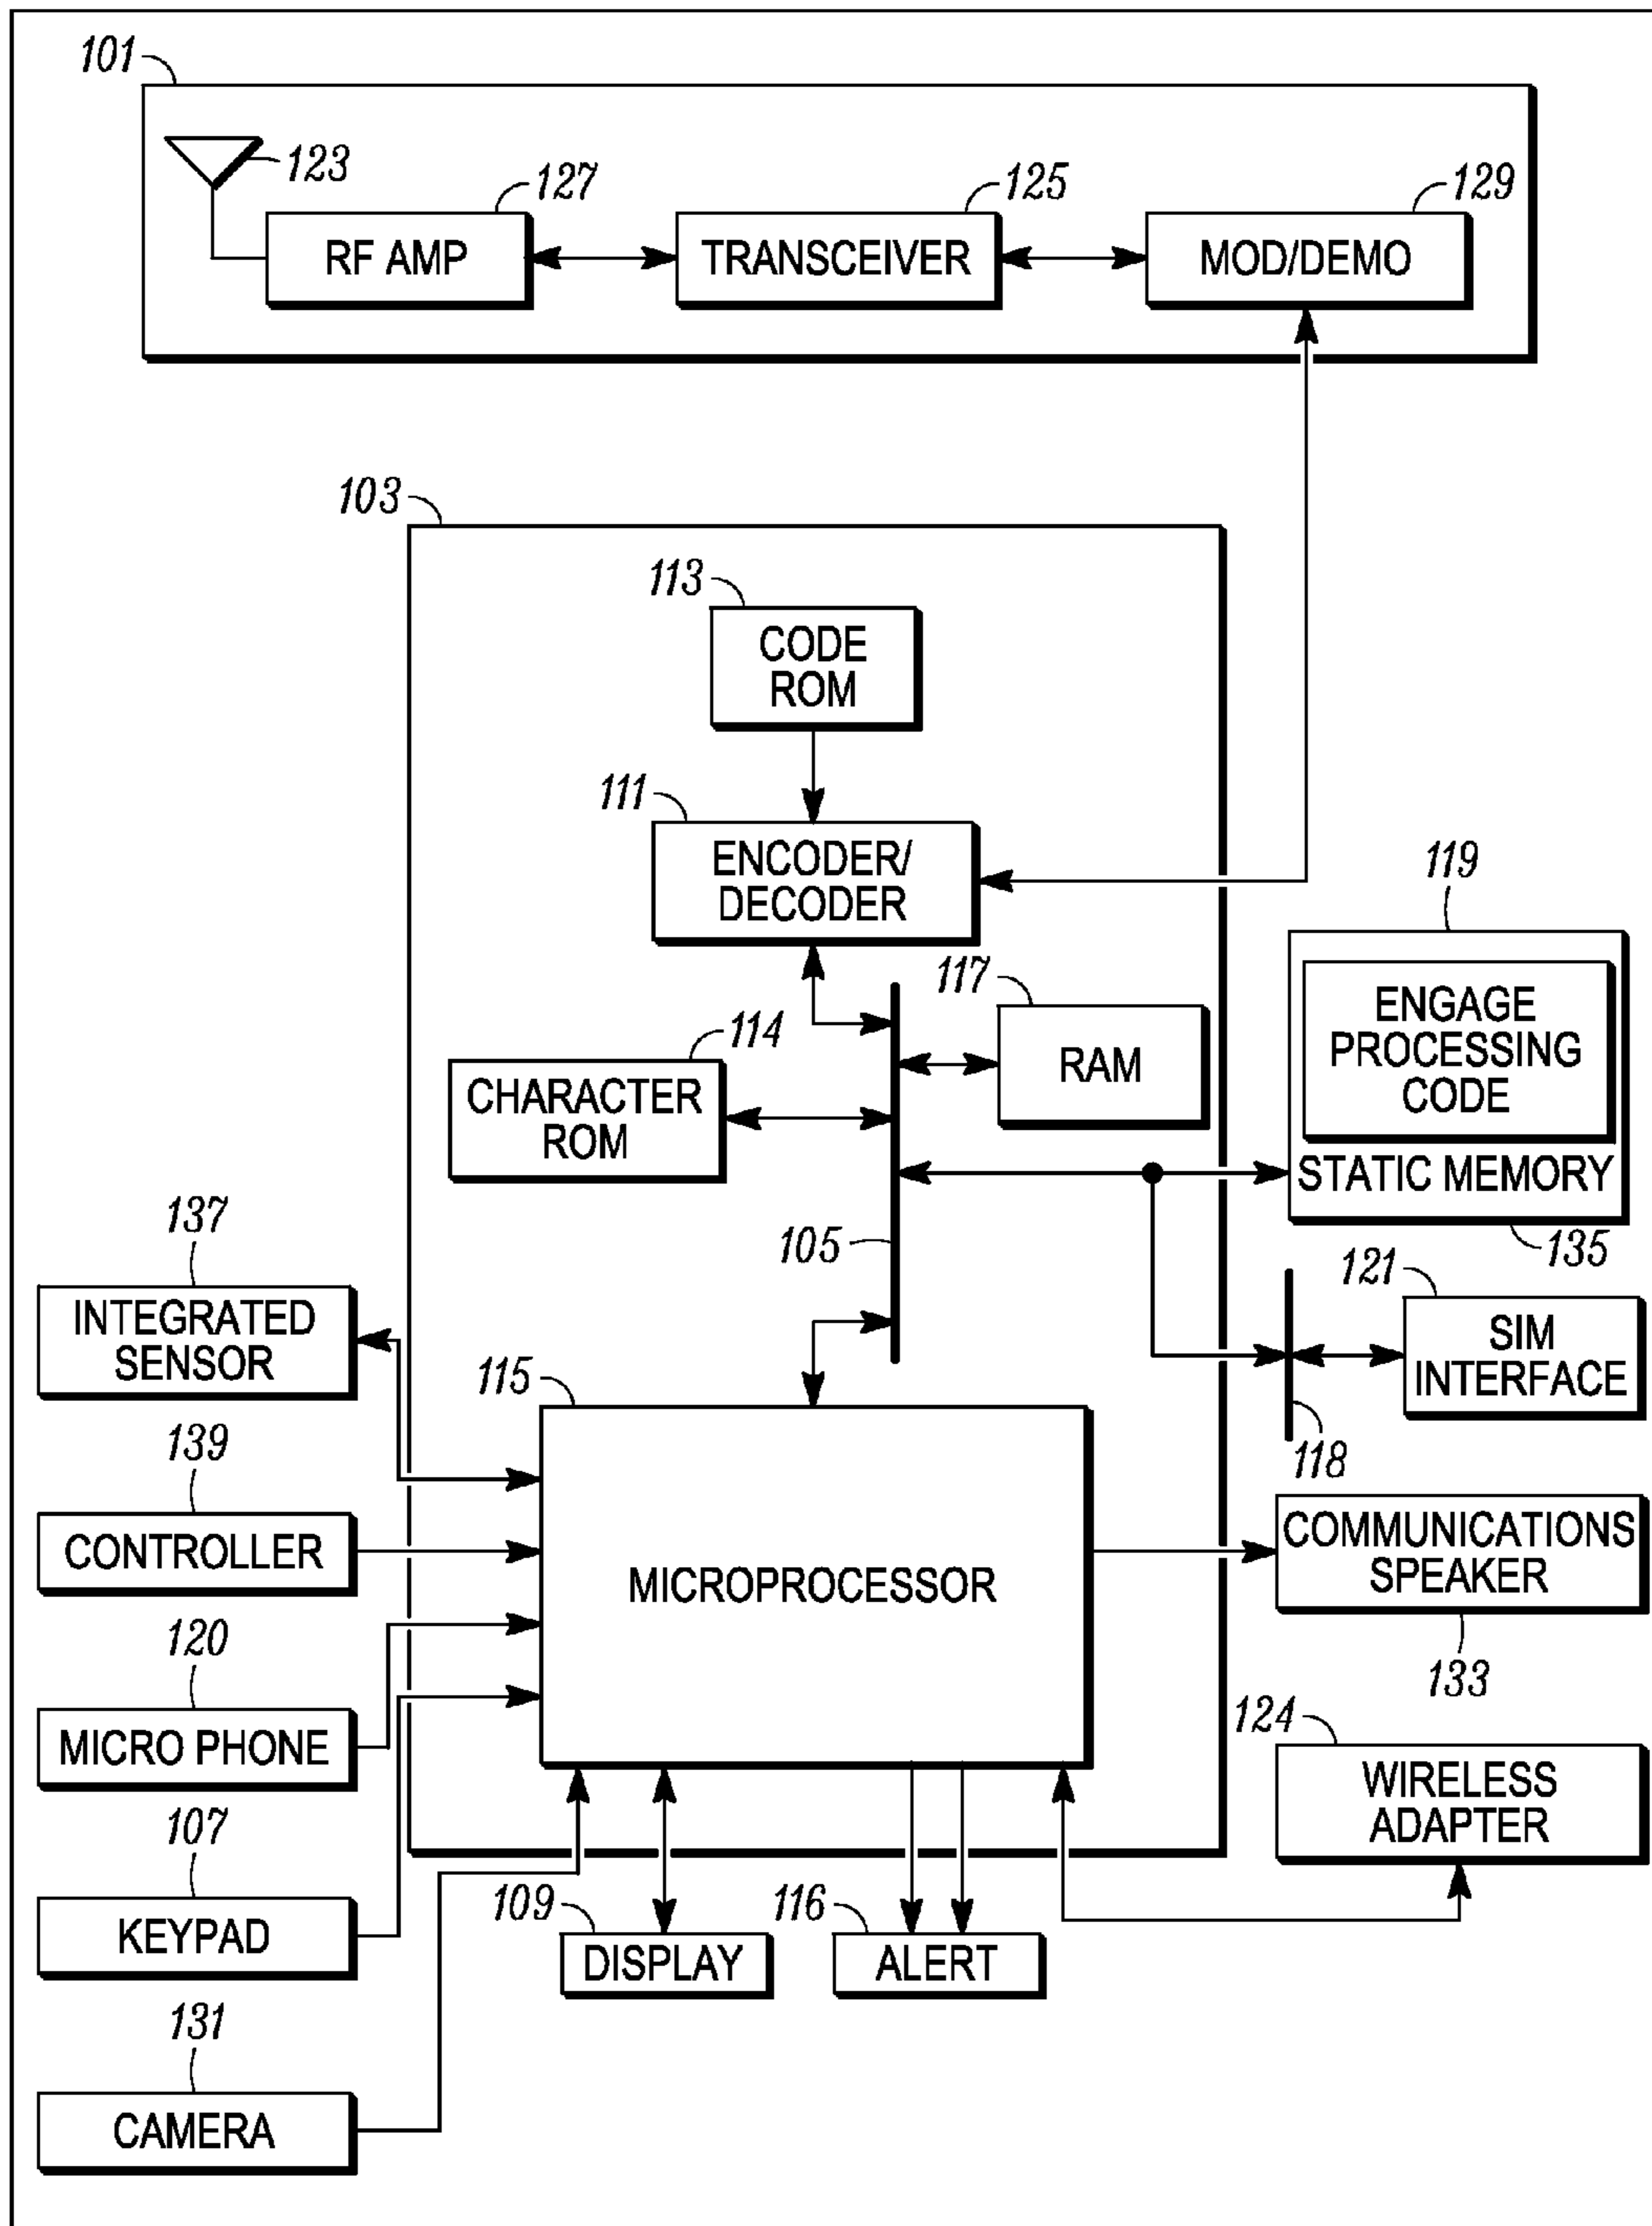 101
123
127
RF AMP
125
TRANSCEIVER
129
MOD/DEMO
103
113
CODE
ROM
111
ENCODER/
DECODER
117
RAM
114
CHARACTER
ROM
119
ENGAGE
PROCESSING
CODE
STATIC MEMORY
135
105
137
INTEGRATED
SENSOR
121
SIM
INTERFACE
118
115
MICROPROCESSOR
139
CONTROLLER
COMMUNICATIONS
SPEAKER
133
120
MICRO PHONE
124
WIRELESS
ADAPTER
107
KEYPAD
109
DISPLAY
116
ALERT
131
CAMERA